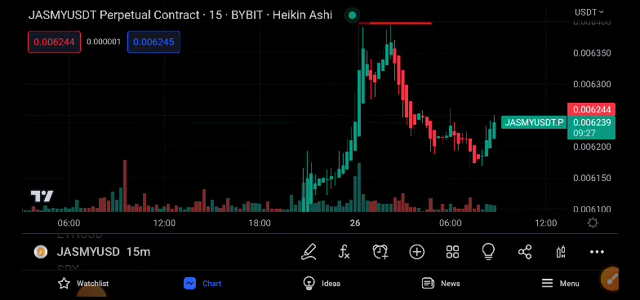 JASMYUSDT Perpetual Contract · 15 · BYBIT · Heikin Ashi
USDT
0.006244
0.000001
0.006245
0.006400
0.006350
0.006300
0.006244
JASMYUSDT.P
0.006239
09:27
0.006200
0.006150
0.006100
06:00
12:00
18:00
26
06:00
12:00
ETHUSD
JASMYUSD 15m
SPX
Watchlist
Chart
Ideas
News
Menu